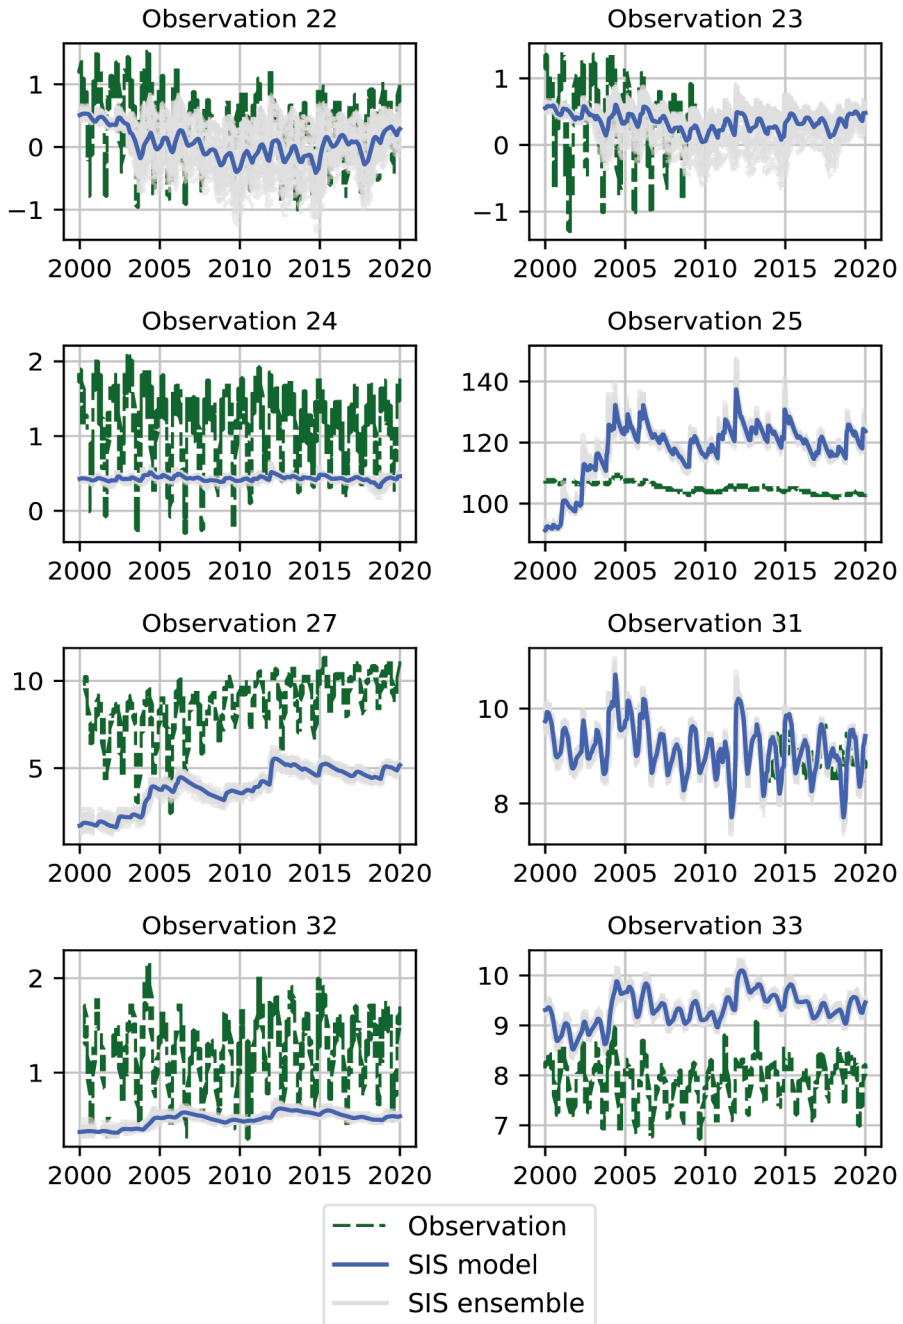 Observation 22
Observation 23
1
0
−1
2000 2005 2010 2015 2020
1
0
−1
2000 2005 2010 2015 2020
Observation 24
Observation 25
2
1
0
2000 2005 2010 2015 2020
140
120
100
2000 2005 2010 2015 2020
Observation 27
Observation 31
10
5
2000 2005 2010 2015 2020
10
8
2000 2005 2010 2015 2020
Observation 32
Observation 33
2
1
2000 2005 2010 2015 2020
10
9
8
7
2000 2005 2010 2015 2020
Observation
SIS model
SIS ensemble